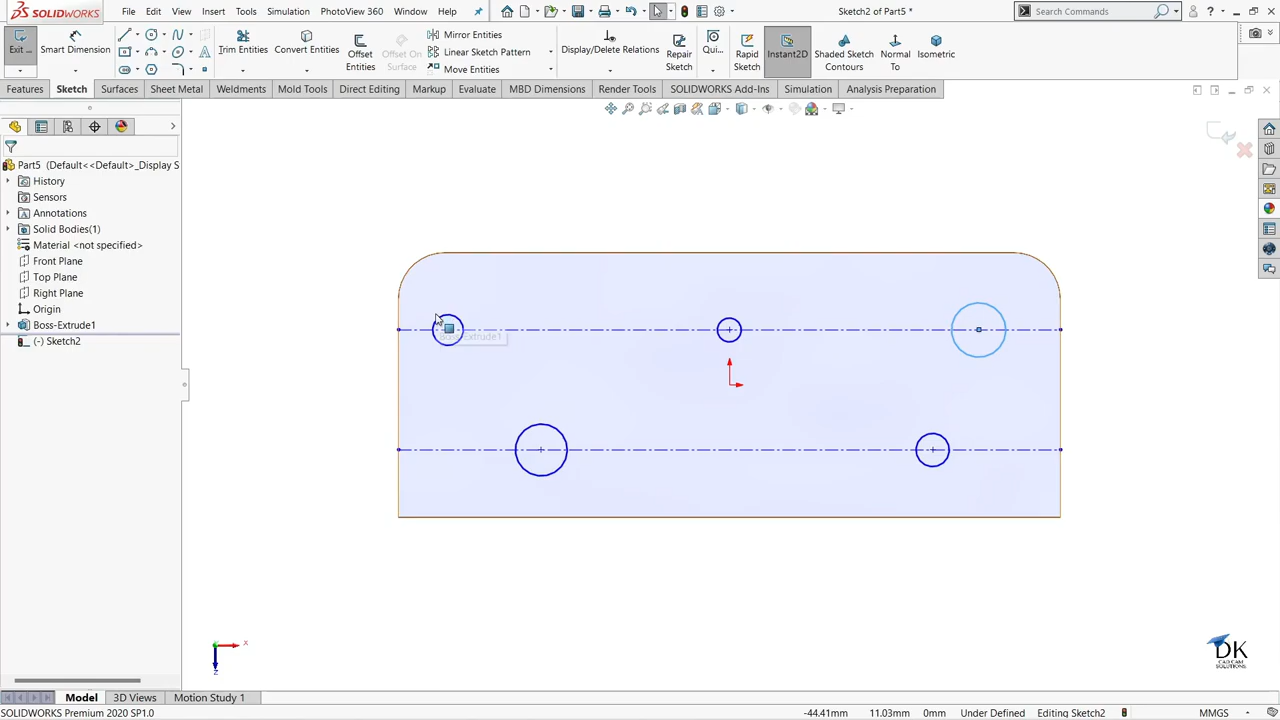 SOLIDWORKS File Edit View Insert Tools Simulation PhotoView 360 Window Help Sketch2 of Part5 * Search Commands
Exit ... Smart Dimension Trim Entities Convert Entities Offset Entities Offset On Surface Mirror Entities Display/Delete Relations Repair Sketch Qui... Rapid Sketch Instant2D Shaded Sketch Contours Normal To Isometric
Linear Sketch Pattern
Move Entities
Features Sketch Surfaces Sheet Metal Weldments Mold Tools Direct Editing Markup Evaluate MBD Dimensions Render Tools SOLIDWORKS Add-Ins Simulation Analysis Preparation
Part5 (Default<<Default>_Display S
History
Sensors
Annotations
Solid Bodies(1)
Material <not specified>
Front Plane
Top Plane
Right Plane
Origin
Boss-Extrude1
(-) Sketch2
Boss-Extrude1
X
Z
DK
CAD CAM
SOLUTIONS
Model 3D Views Motion Study 1
SOLIDWORKS Premium 2020 SP1.0 -44.41mm 11.03mm 0mm Under Defined Editing Sketch2 MMGS